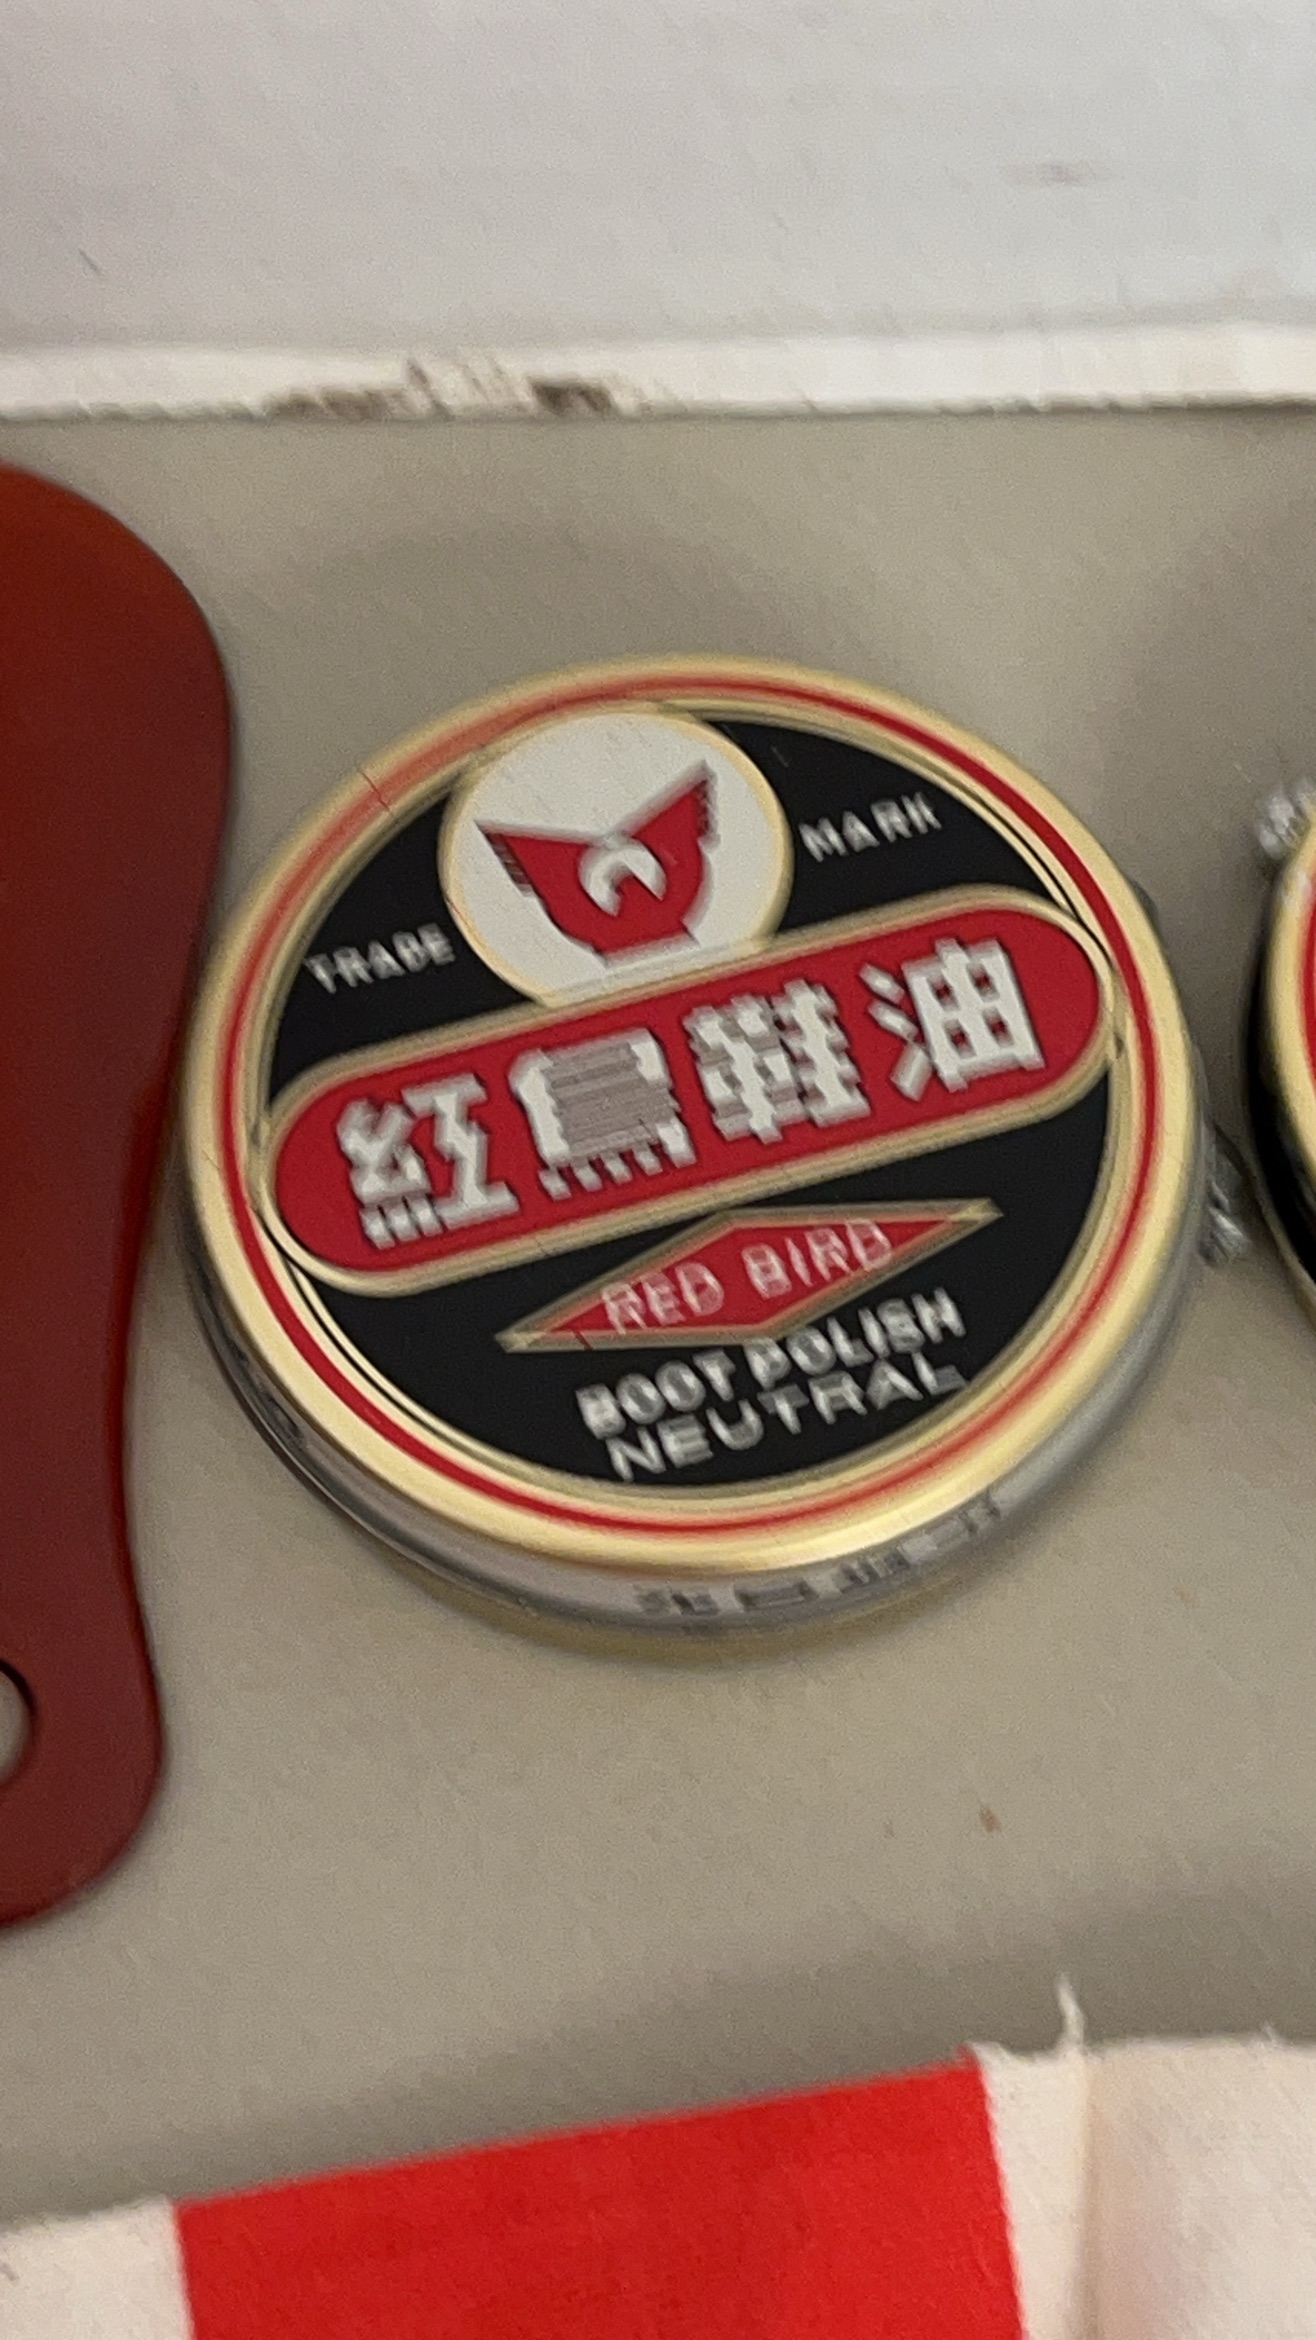 TRADE
MARK
紅鳥鞋油
RED BIRD
BOOT POLISH
NEUTRAL